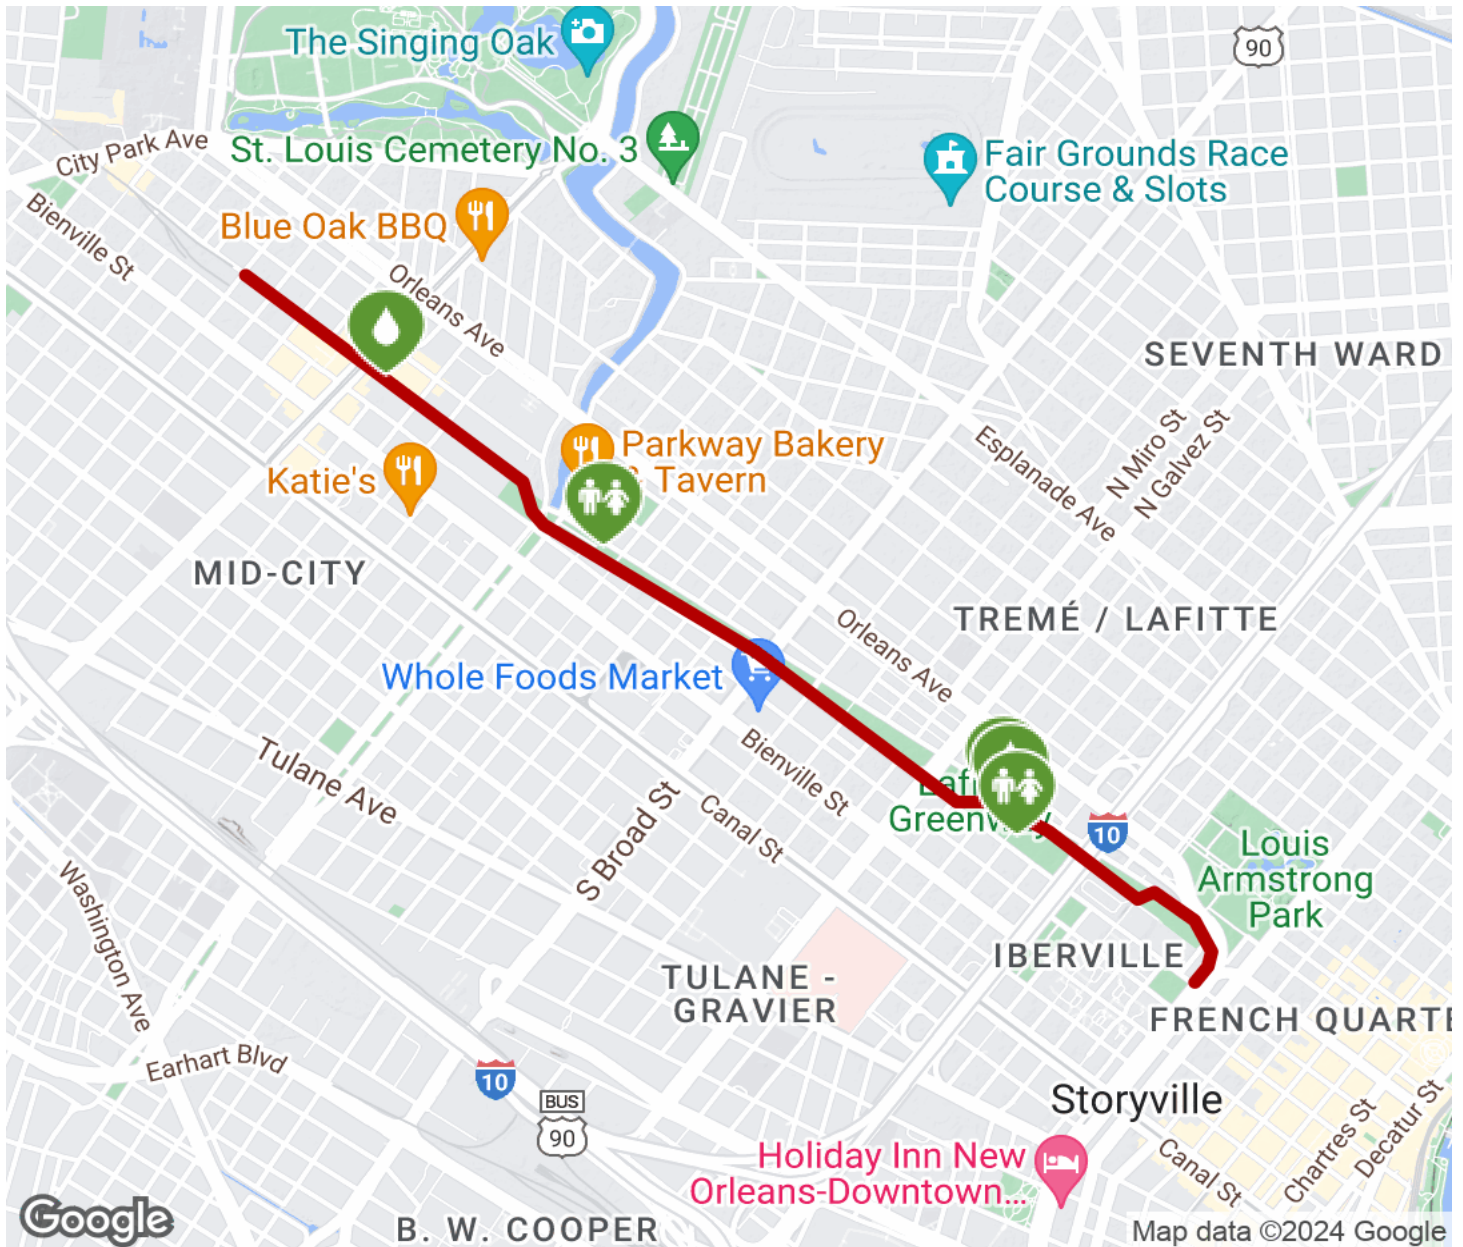 The Singing Oak
90
City Park Ave
St. Louis Cemetery No. 3
Fair Grounds Race
Course & Slots
Bienville St
Blue Oak BBQ
Orleans Ave
SEVENTH WARD
N Miro St
N Galvez St
Esplanade Ave
Parkway Bakery
Tavern
Katie's
MID-CITY
TREMÉ / LAFITTE
Orleans Ave
Whole Foods Market
Bienville St
Tulane Ave
S Broad St
Canal St
10
Louis
Armstrong
Park
Washington Ave
IBERVILLE
TULANE -
GRAVIER
FRENCH QUARTE
Earhart Blvd
10
BUS
90
Storyville
Chartres St
Decatur St
Canal St
Holiday Inn New
Orleans-Downtown...
B. W. COOPER
Google
Map data ©2024 Google